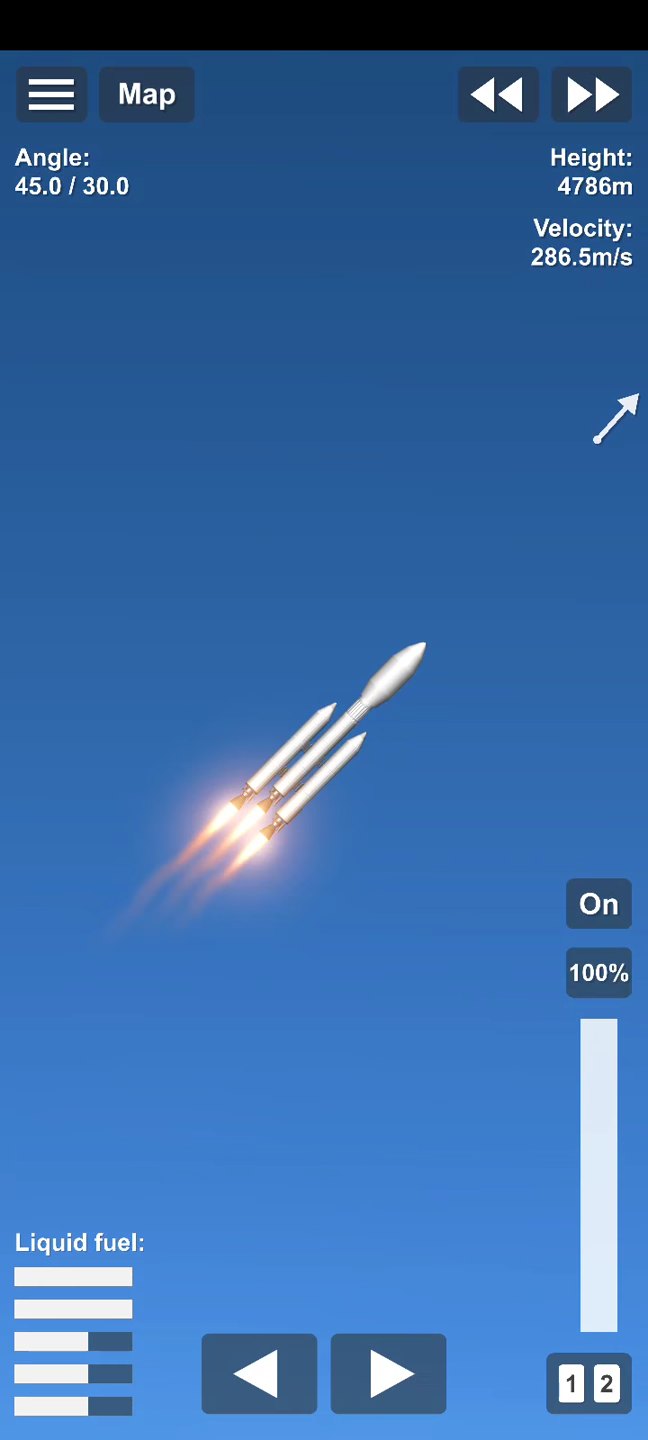 Map
Angle:
45.0 / 30.0
Height:
4786m
Velocity:
286.5m/s
On
100%
Liquid fuel:
1 2